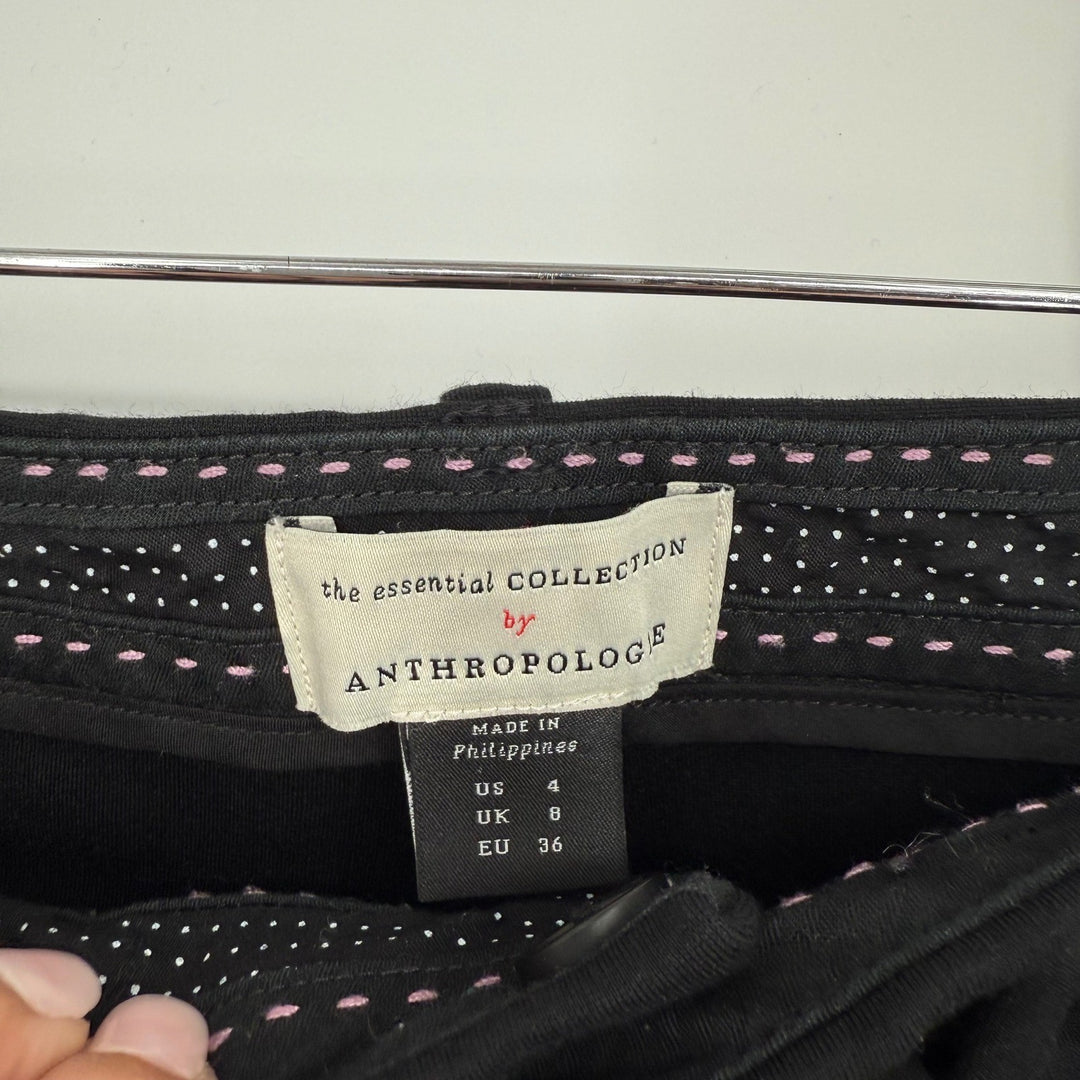 the essential COLLECTION
by
ANTHROPOLOGIE
MADE IN
Philippines
US 4
UK 8
EU 36